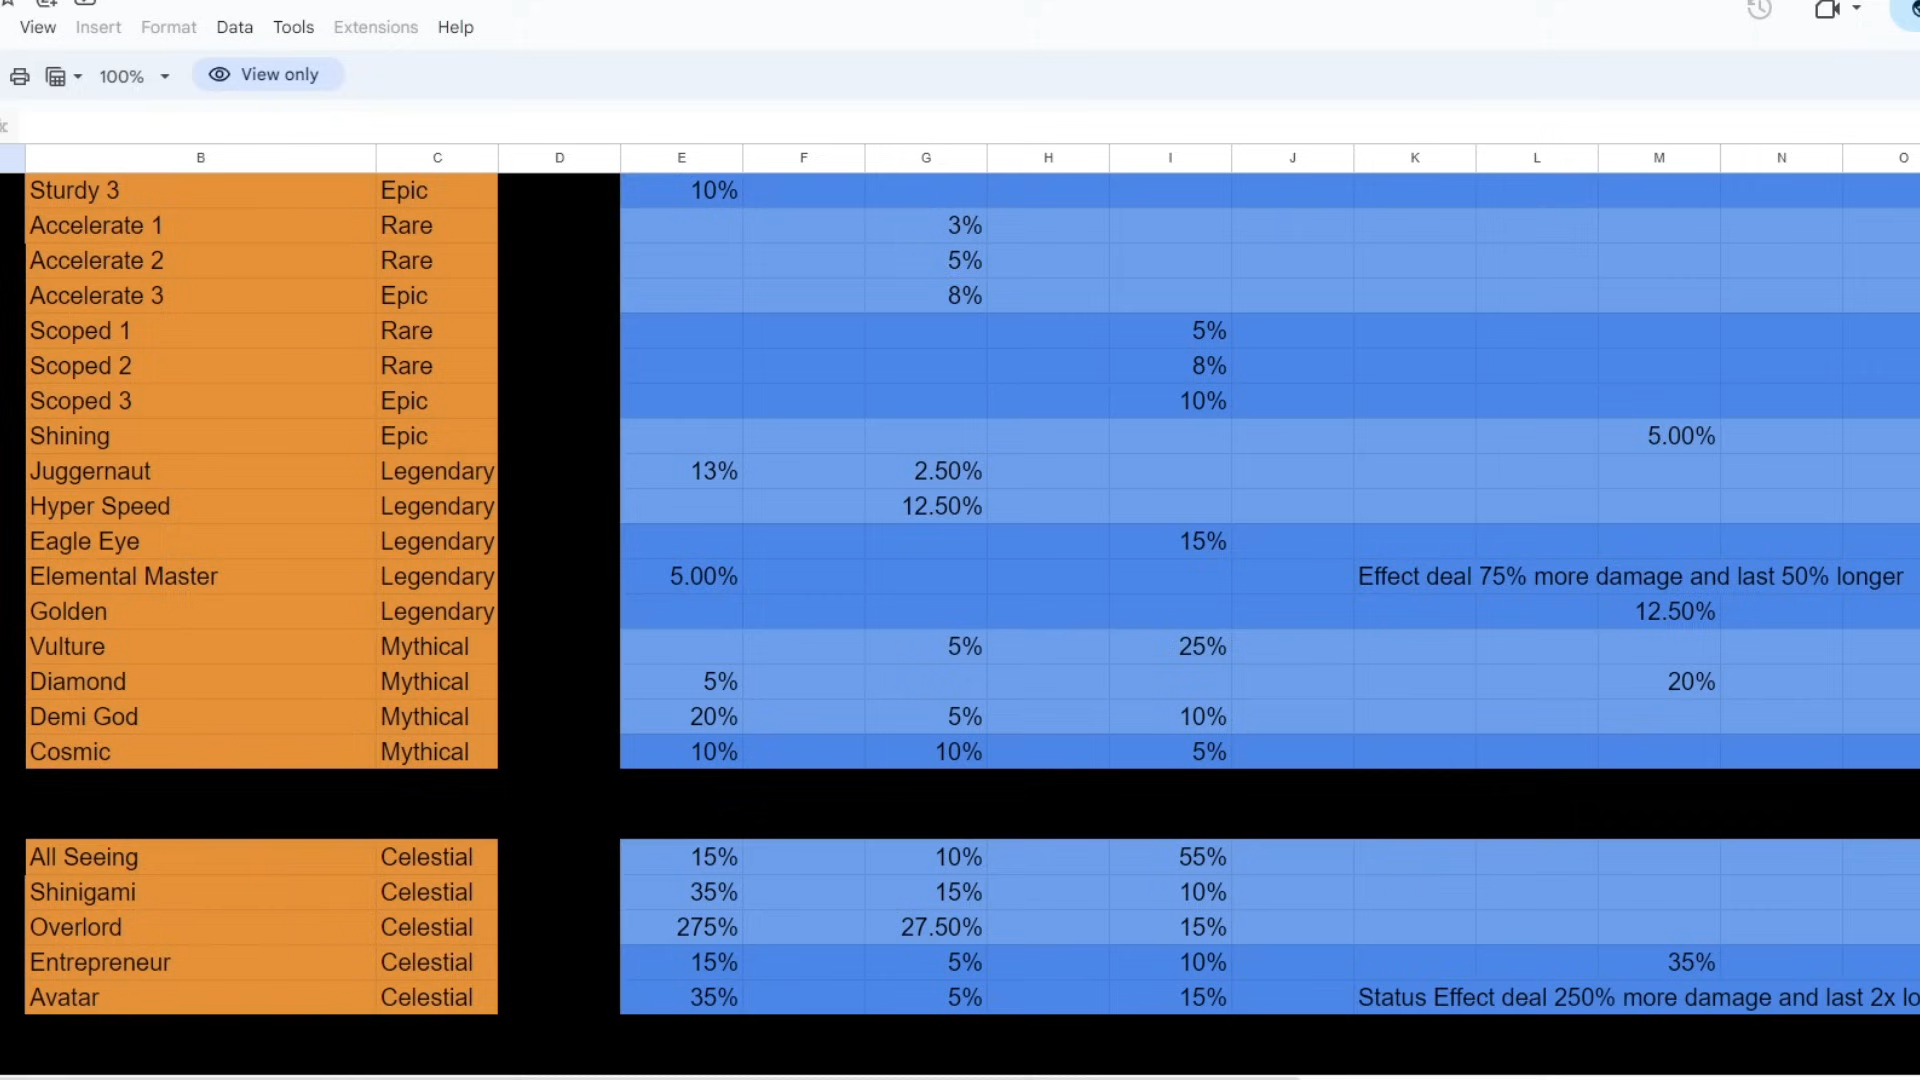 View Insert Format Data Tools Extensions Help
100% View only
B C D E F G H I J K L M N O
Sturdy 3 Epic 10%
Accelerate 1 Rare 3%
Accelerate 2 Rare 5%
Accelerate 3 Epic 8%
Scoped 1 Rare 5%
Scoped 2 Rare 8%
Scoped 3 Epic 10%
Shining Epic 5.00%
Juggernaut Legendary 13% 2.50%
Hyper Speed Legendary 12.50%
Eagle Eye Legendary 15%
Elemental Master Legendary 5.00% Effect deal 75% more damage and last 50% longer
Golden Legendary 12.50%
Vulture Mythical 5% 25%
Diamond Mythical 5% 20%
Demi God Mythical 20% 5% 10%
Cosmic Mythical 10% 10% 5%
All Seeing Celestial 15% 10% 55%
Shinigami Celestial 35% 15% 10%
Overlord Celestial 275% 27.50% 15%
Entrepreneur Celestial 15% 5% 10% 35%
Avatar Celestial 35% 5% 15% Status Effect deal 250% more damage and last 2x lo